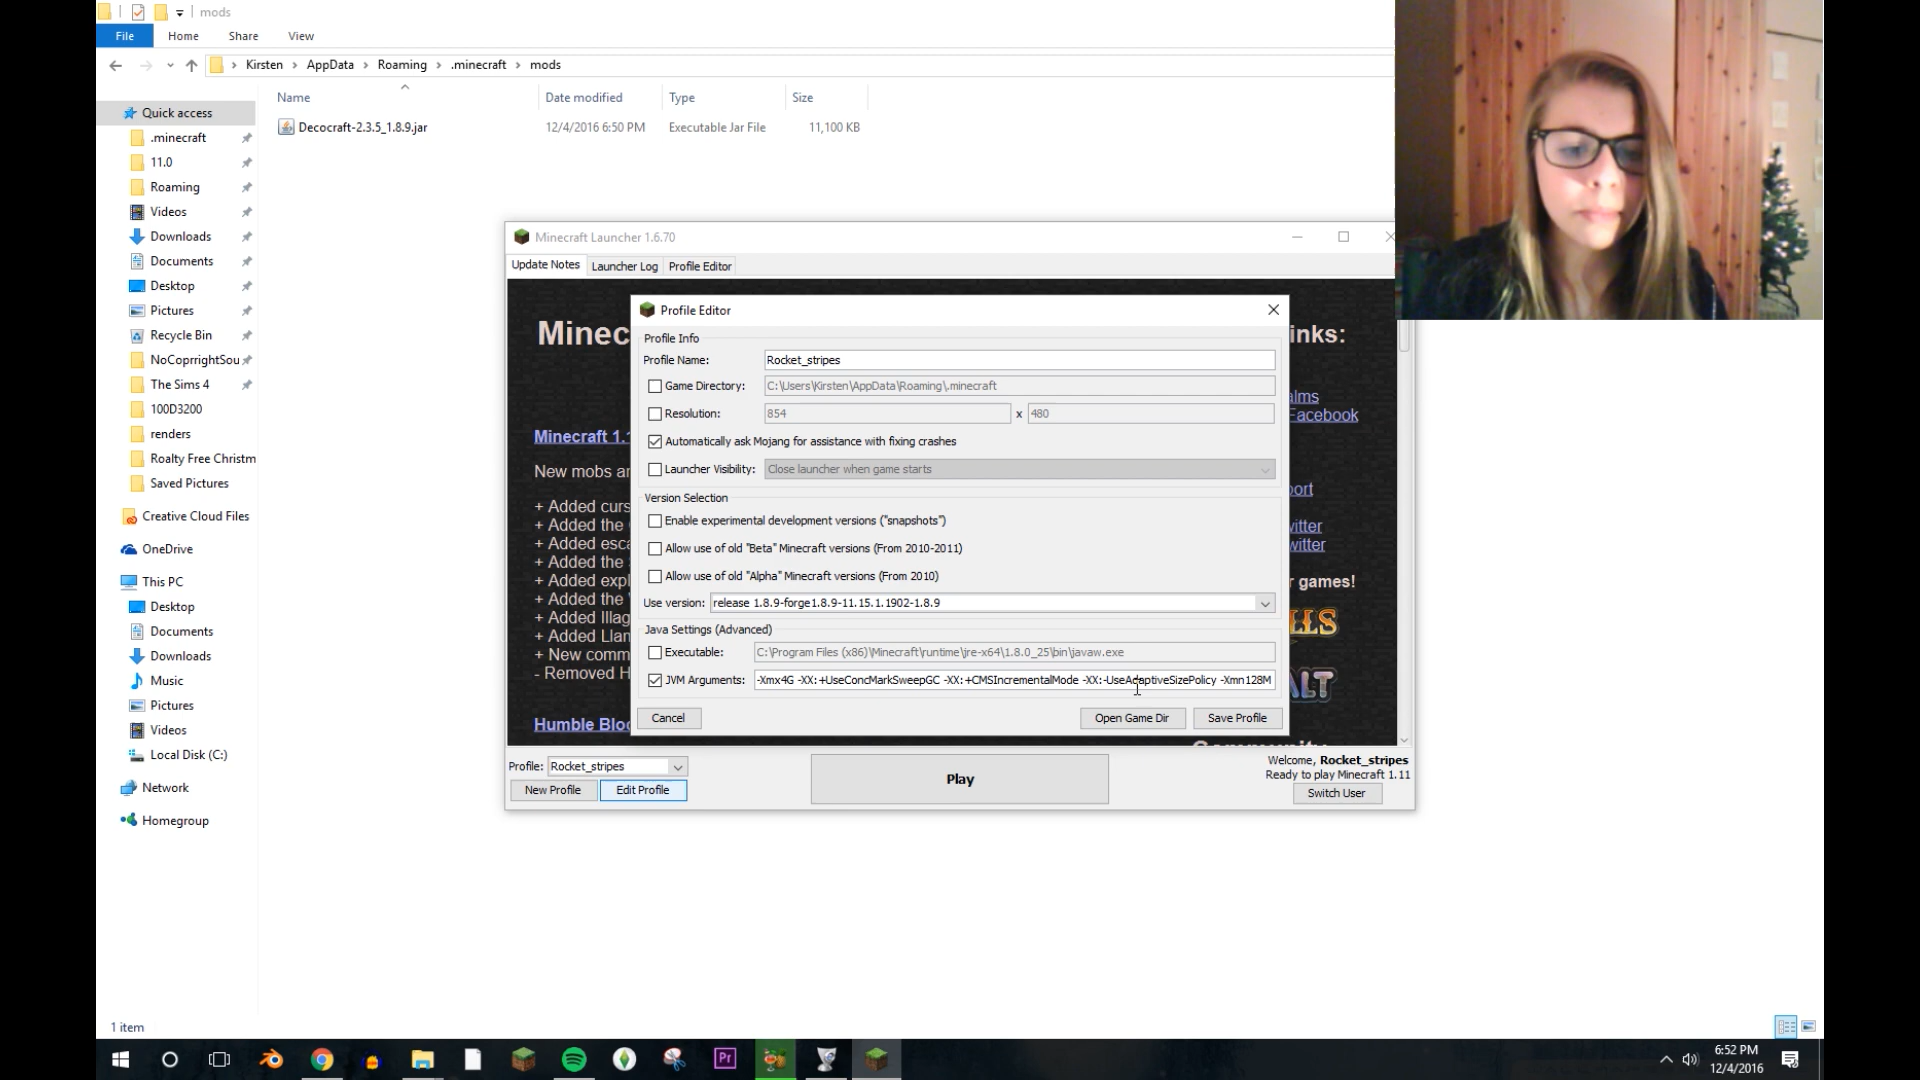 mods
File Home Share View
Kirsten AppData Roaming .minecraft mods
Name Date modified Type Size
Decocraft-2.3.5_1.8.9.jar 12/4/2016 6:50 PM Executable Jar File 11,100 KB
Quick access
.minecraft
11.0
Roaming
Videos
Downloads
Documents
Desktop
Pictures
Recycle Bin
NoCoprrightSou
The Sims 4
100D3200
renders
Roalty Free Christm
Saved Pictures
Creative Cloud Files
OneDrive
This PC
Desktop
Documents
Downloads
Music
Pictures
Videos
Local Disk (C:)
Network
Homegroup
1 item
Minecraft Launcher 1.6.70
Update Notes Launcher Log Profile Editor
Minec
Minecraft 1.1
New mobs ar
+ Added curs
+ Added the
+ Added esca
+ Added the
+ Added expl
+ Added the
+ Added Illag
+ Added Llan
+ New comm
- Removed H
Humble Bloc
inks:
alms
Facebook
port
witter
witter
r games!
LLS
ALT
Community
Profile Editor
Profile Info
Profile Name: Rocket_stripes
Game Directory: C:\Users\Kirsten\AppData\Roaming\.minecraft
Resolution: 854 x 480
Automatically ask Mojang for assistance with fixing crashes
Launcher Visibility: Close launcher when game starts
Version Selection
Enable experimental development versions ("snapshots")
Allow use of old "Beta" Minecraft versions (From 2010-2011)
Allow use of old "Alpha" Minecraft versions (From 2010)
Use version: release 1.8.9-forge1.8.9-11.15.1.1902-1.8.9
Java Settings (Advanced)
Executable: C:\Program Files (x86)\Minecraft\runtime\jre-x64\1.8.0_25\bin\javaw.exe
JVM Arguments: -Xmx4G -XX:+UseConcMarkSweepGC -XX:+CMSIncrementalMode -XX:-UseAdaptiveSizePolicy -Xmn128M
Cancel Open Game Dir Save Profile
Profile: Rocket_stripes
New Profile Edit Profile
Play
Welcome, Rocket_stripes
Ready to play Minecraft 1.11
Switch User
Pr
6:52 PM
12/4/2016